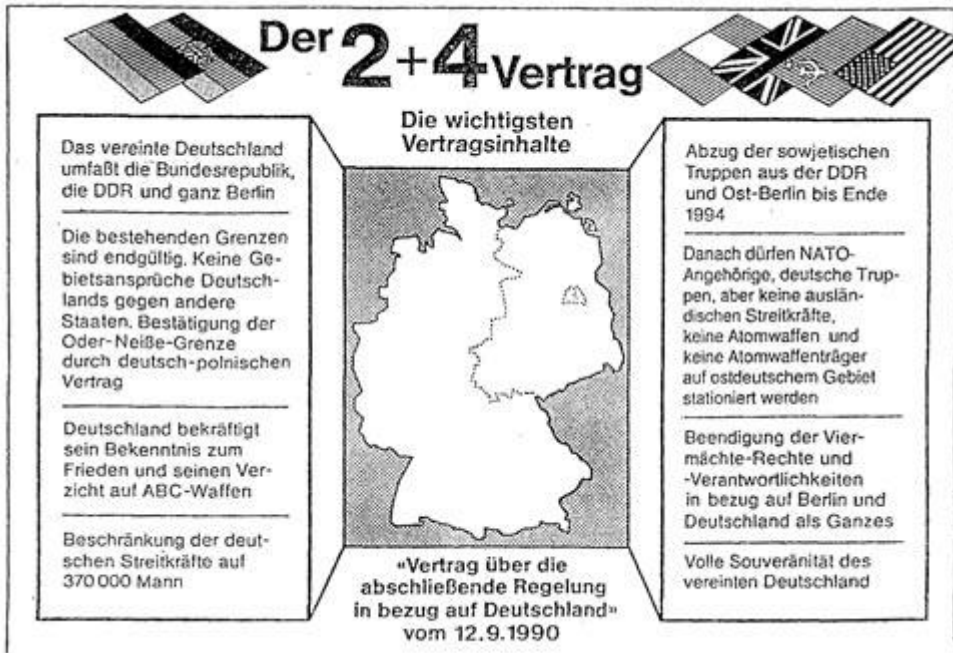 Der 2+4 Vertrag
Die wichtigsten
Vertragsinhalte
Das vereinte Deutschland
umfaßt die Bundesrepublik,
die DDR und ganz Berlin
Die bestehenden Grenzen
sind endgültig. Keine Ge-
bietsansprüche Deutsch-
lands gegen andere
Staaten. Bestätigung der
Oder-Neiße-Grenze
durch deutsch-polnischen
Vertrag
Deutschland bekräftigt
sein Bekenntnis zum
Frieden und seinen Ver-
zicht auf ABC-Waffen
Beschränkung der deut-
schen Streitkräfte auf
370 000 Mann
Abzug der sowjetischen
Truppen aus der DDR
und Ost-Berlin bis Ende
1994
Danach dürfen NATO-
Angehörige, deutsche Trup-
pen, aber keine auslän-
dischen Streitkräfte,
keine Atomwaffen und
keine Atomwaffenträger
auf ostdeutschem Gebiet
stationiert werden
Beendigung der Vier-
mächte-Rechte und
-Verantwortlichkeiten
in bezug auf Berlin und
Deutschland als Ganzes
Volle Souveränität des
vereinten Deutschland
«Vertrag über die
abschließende Regelung
in bezug auf Deutschland»
vom 12.9.1990